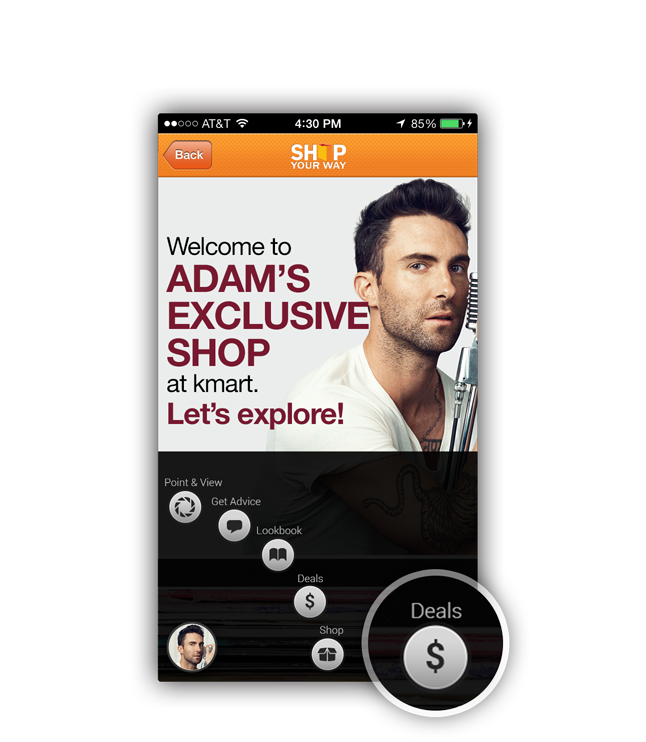 AT&T 4:30 PM 85%
Back
SHOP
YOUR WAY
Welcome to
ADAM'S
EXCLUSIVE
SHOP
at kmart.
Let's explore!
Point & View
Get Advice
Lookbook
Deals
$
Shop
Deals
$